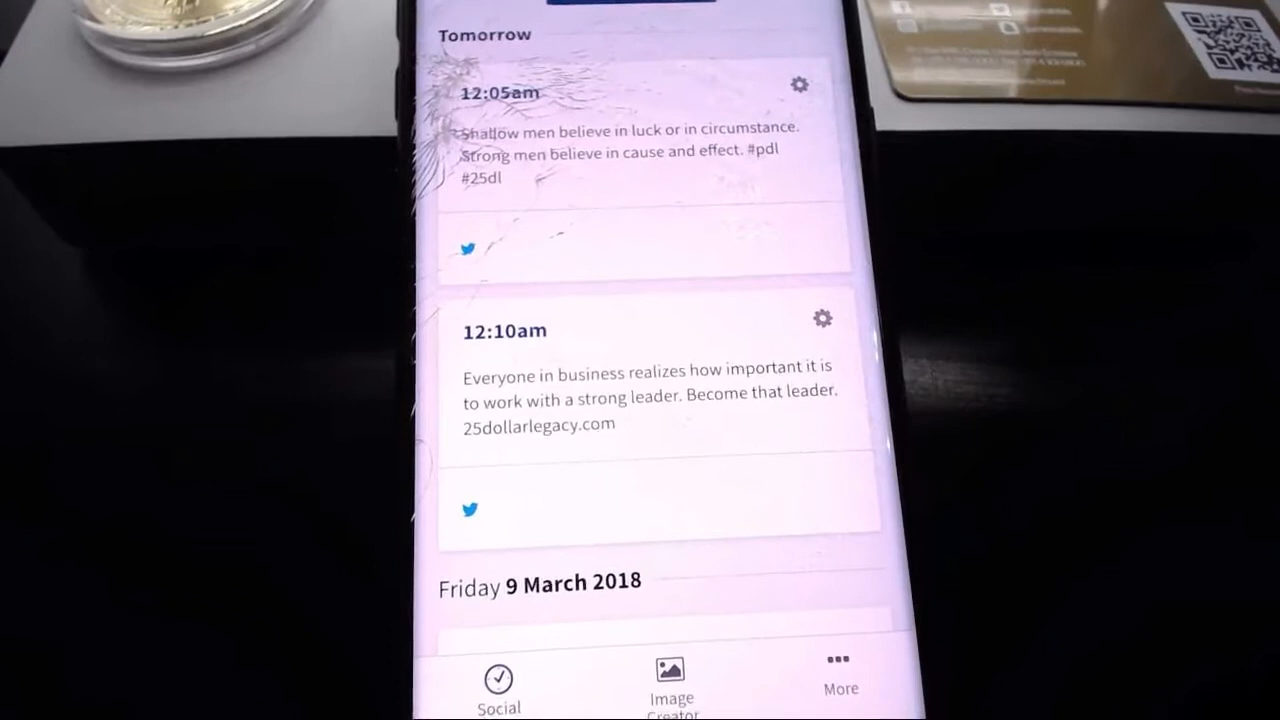 Tomorrow
12:05am
Shallow men believe in luck or in circumstance.
Strong men believe in cause and effect. #pdl
#25dl
12:10am
Everyone in business realizes how important it is
to work with a strong leader. Become that leader.
25dollarlegacy.com
Friday 9 March 2018
Social
Image
Creator
More